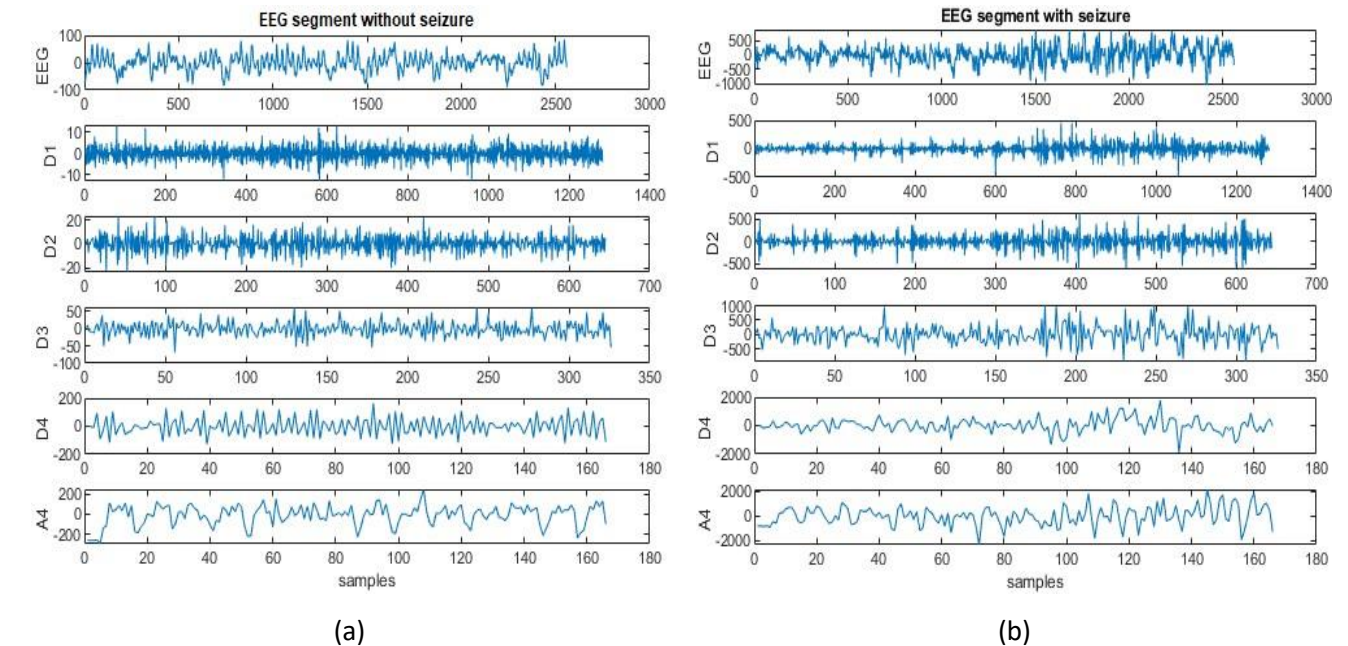 EEG segment without seizure
EEG
100
0
-100
0 500 1000 1500 2000 2500 3000
D1
10
0
-10
0 200 400 600 800 1000 1200 1400
D2
20
0
-20
0 100 200 300 400 500 600 700
D3
50
0
-50
-100
0 50 100 150 200 250 300 350
D4
200
0
-200
0 20 40 60 80 100 120 140 160 180
A4
200
0
-200
0 20 40 60 80 100 120 140 160 180
samples
(a)
EEG segment with seizure
EEG
500
0
-500
-1000
0 500 1000 1500 2000 2500 3000
D1
500
0
-500
0 200 400 600 800 1000 1200 1400
D2
500
0
-500
0 100 200 300 400 500 600 700
D3
1000
500
0
-500
0 50 100 150 200 250 300 350
D4
2000
0
-2000
0 20 40 60 80 100 120 140 160 180
A4
2000
0
-2000
0 20 40 60 80 100 120 140 160 180
samples
(b)